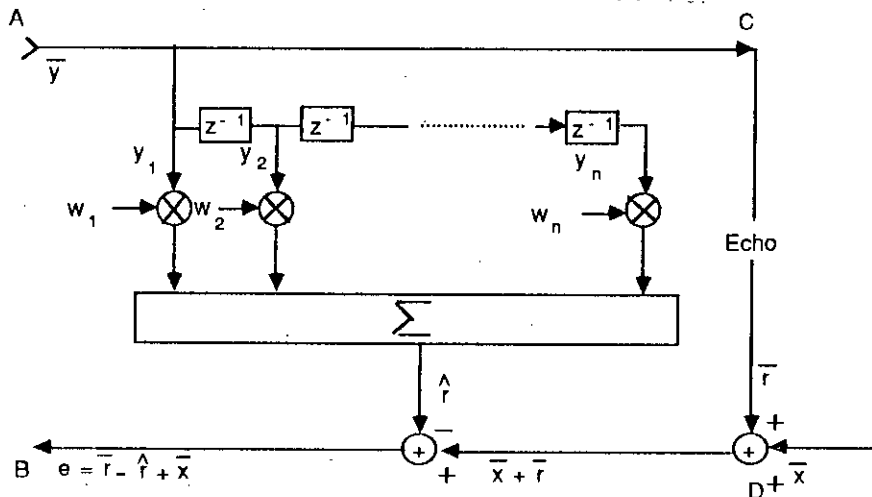 A
C
y̅
z⁻¹
z⁻¹
z⁻¹
y₁
y₂
yₙ
w₁
w₂
wₙ
Echo
Σ
r̂
r̅
−
+
B
e = r̅ − r̂ + x̅
+
+
x̅ + r̅
+
D
+
x̅